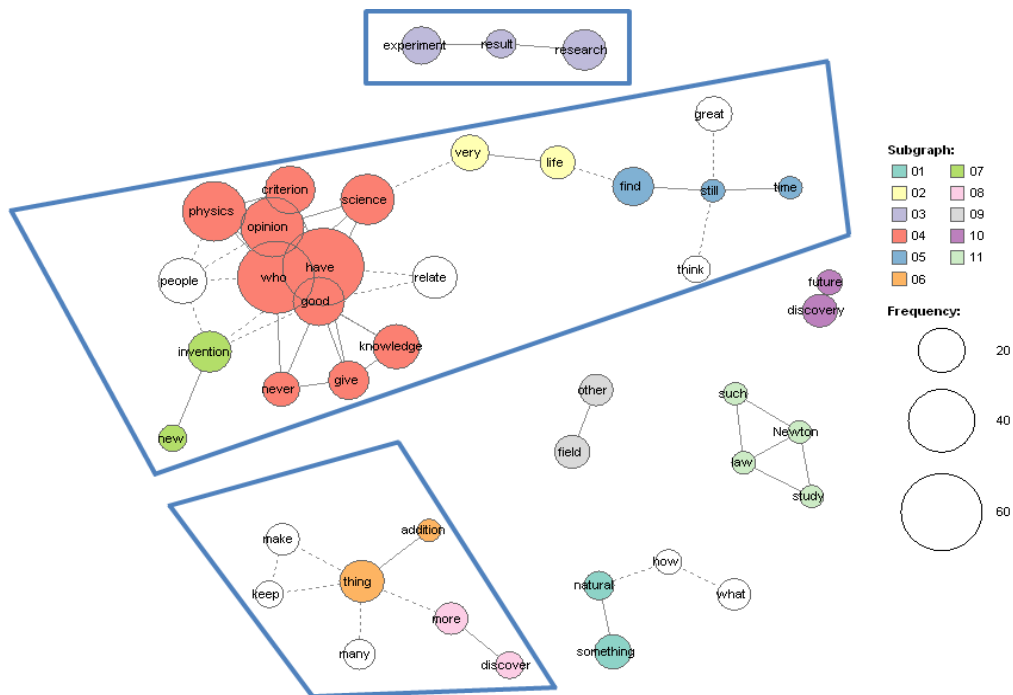 experiment
result
research
great
very
life
find
still
time
criterion
physics
science
opinion
think
people
have
who
relate
good
future
discovery
invention
knowledge
never
give
new
other
field
such
Newton
law
study
make
addition
keep
thing
many
more
discover
natural
how
what
something
Subgraph:
01 07
02 08
03 09
04 10
05 11
06
Frequency:
20
40
60